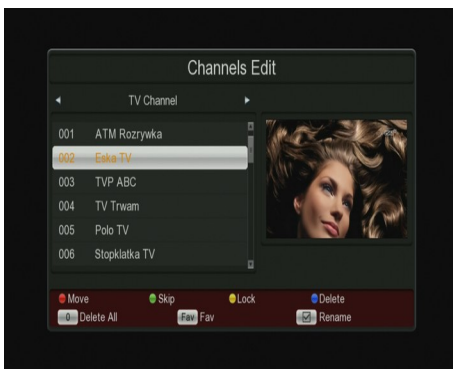 Channels Edit
TV Channel
001 ATM Rozrywka
002 Eska TV
003 TVP ABC
004 TV Trwam
005 Polo TV
006 Stopklatka TV
Move Skip Lock Delete
0 Delete All Fav Fav Rename